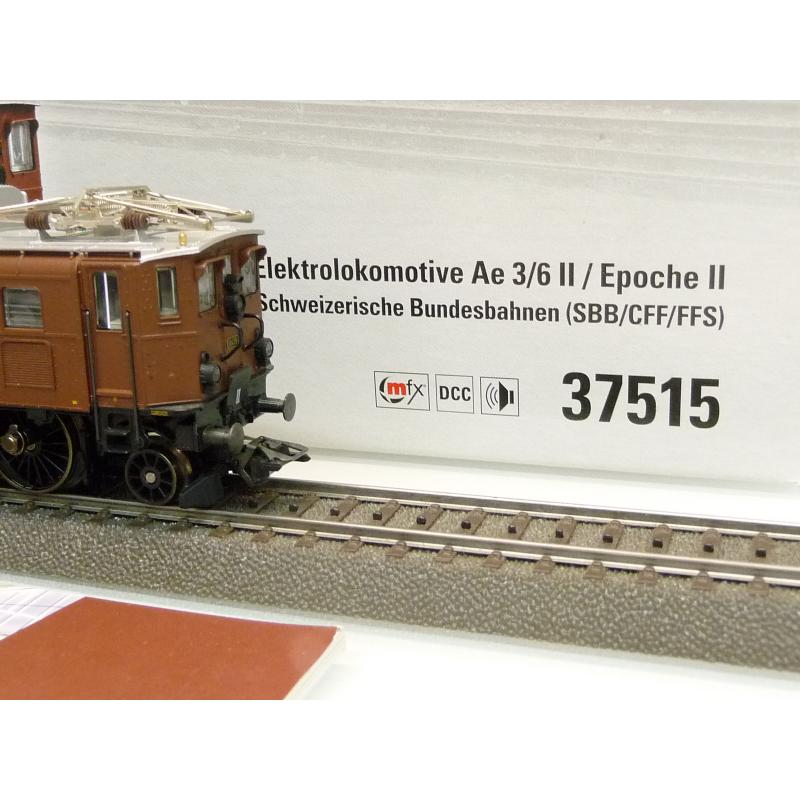 Elektrolokomotive Ae 3/6 II / Epoche II
Schweizerische Bundesbahnen (SBB/CFF/FFS)
mfx DCC 37515